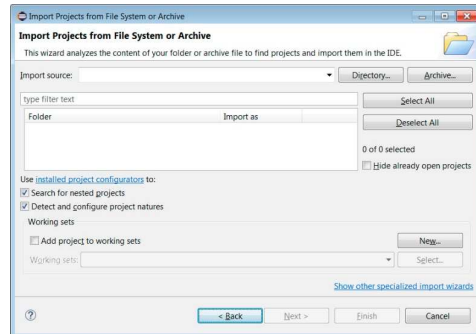 Import Projects from File System or Archive
Import Projects from File System or Archive
This wizard analyzes the content of your folder or archive file to find projects and import them in the IDE.
Import source: Directory... Archive...
type filter text Select All
Folder Import as
Deselect All
0 of 0 selected
Hide already open projects
Use installed project configurators to:
Search for nested projects
Detect and configure project natures
Working sets
Add project to working sets New...
Working sets: Select...
Show other specialized import wizards
? < Back Next > Finish Cancel